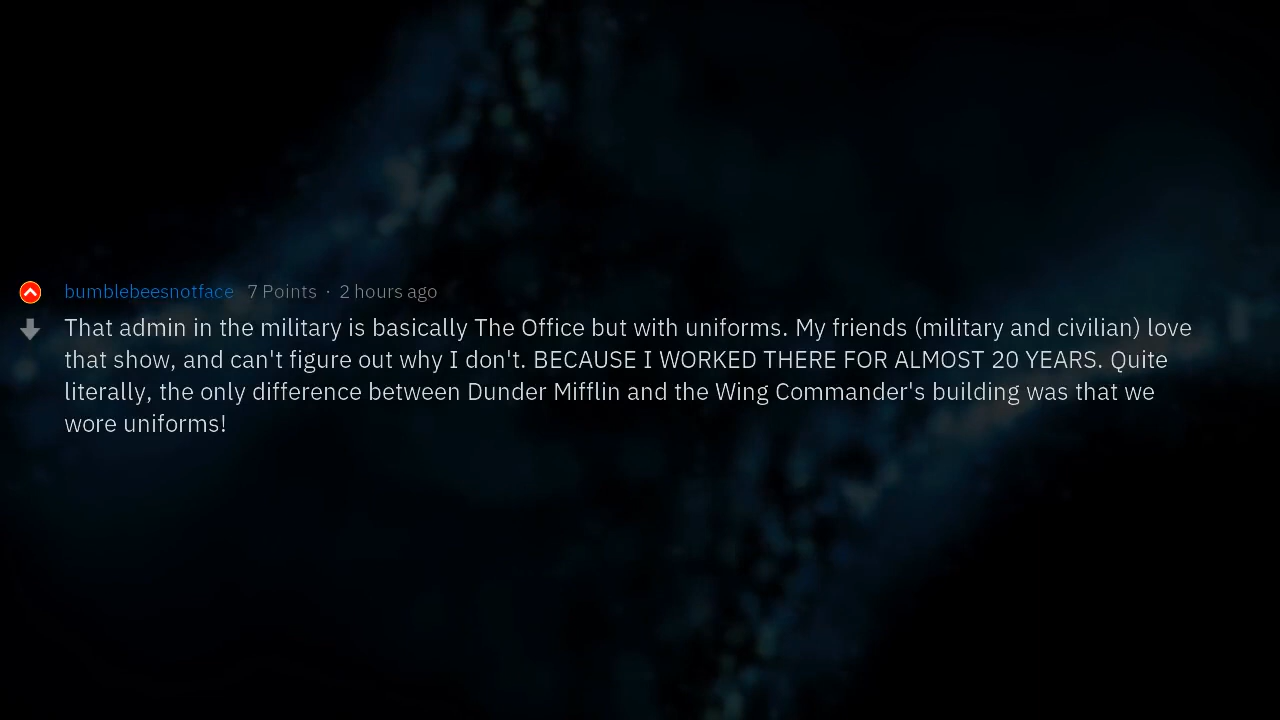 bumblebeesnotface 7 Points · 2 hours ago
That admin in the military is basically The Office but with uniforms. My friends (military and civilian) love
that show, and can't figure out why I don't. BECAUSE I WORKED THERE FOR ALMOST 20 YEARS. Quite
literally, the only difference between Dunder Mifflin and the Wing Commander's building was that we
wore uniforms!